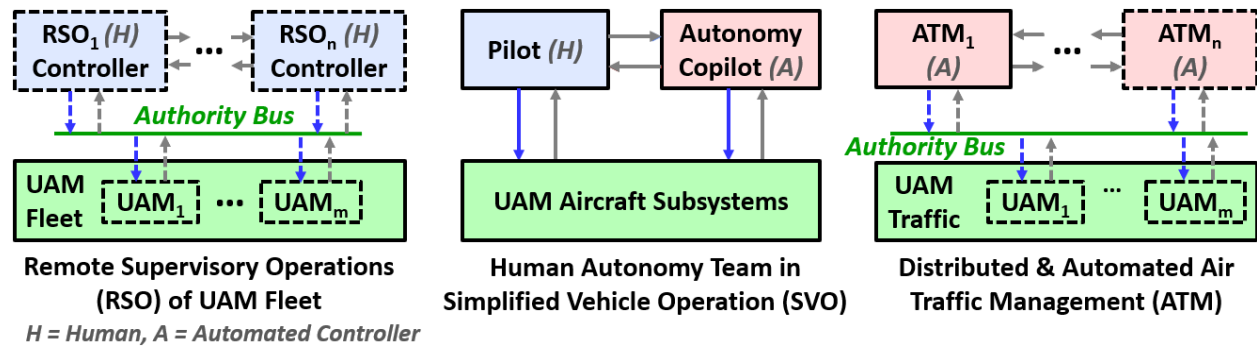 RSO1 (H)
Controller
...
RSOn (H)
Controller
Authority Bus
UAM
Fleet
UAM1
...
UAMm
Remote Supervisory Operations
(RSO) of UAM Fleet
H = Human, A = Automated Controller
Pilot (H)
Autonomy
Copilot (A)
UAM Aircraft Subsystems
Human Autonomy Team in
Simplified Vehicle Operation (SVO)
ATM1
(A)
...
ATMn
(A)
Authority Bus
UAM
Traffic
UAM1
...
UAMm
Distributed & Automated Air
Traffic Management (ATM)